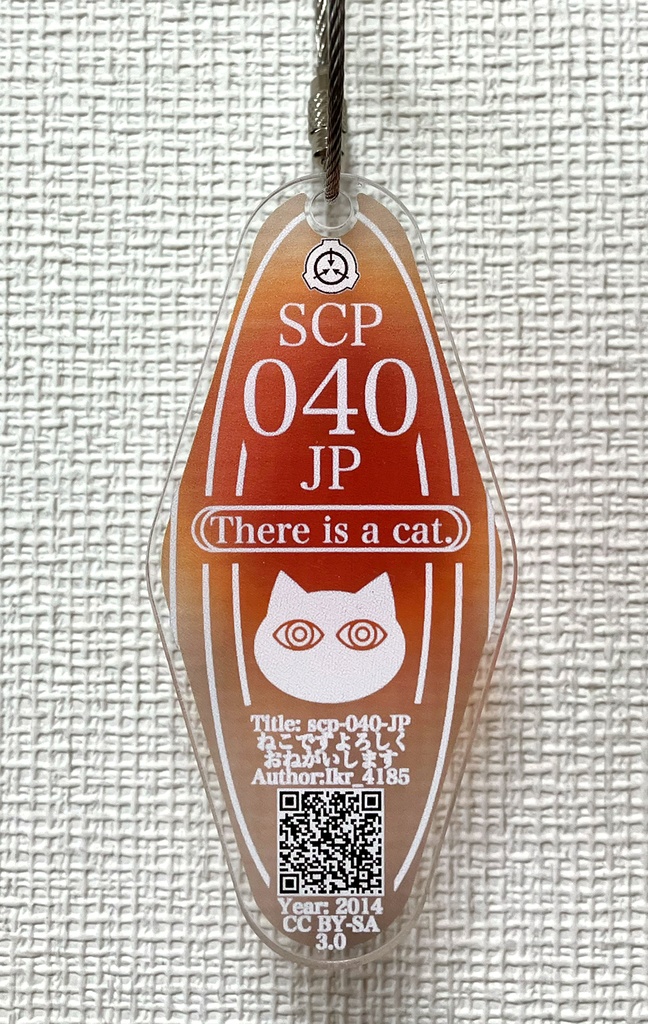 SCP
040
JP
There is a cat.
Title: scp-040-JP
ねこですよろしく
おねがいします
Author:Ikr_4185
Year: 2014
CC BY-SA
3.0